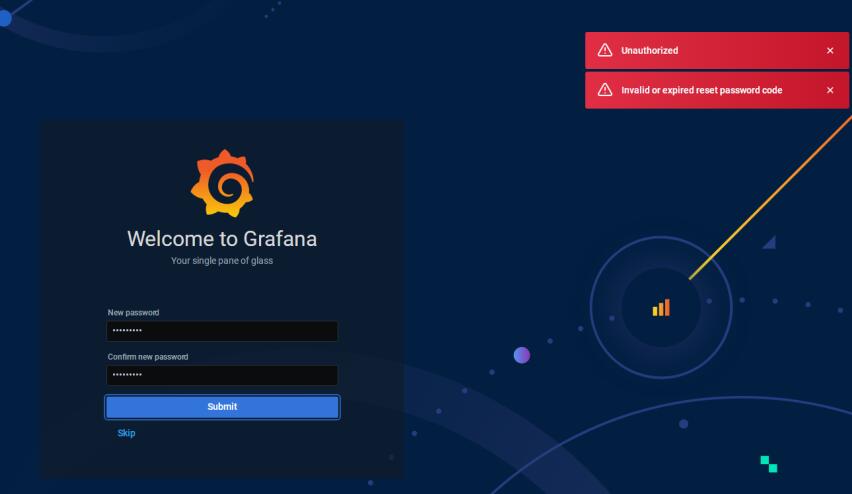 Unauthorized
Invalid or expired reset password code
Welcome to Grafana
Your single pane of glass
New password
•••••••••
Confirm new password
•••••••••
Submit
Skip